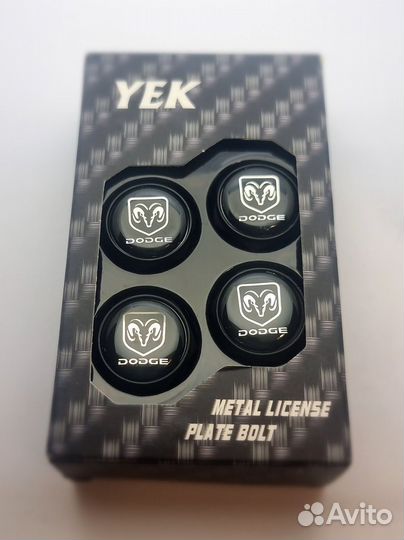 YEK
DODGE
DODGE
DODGE
DODGE
METAL LICENSE
PLATE BOLT
Avito